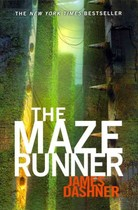 THE NEW YORK TIMES BESTSELLER
THE
MAZE
RUNNER
JAMES
DASHNER